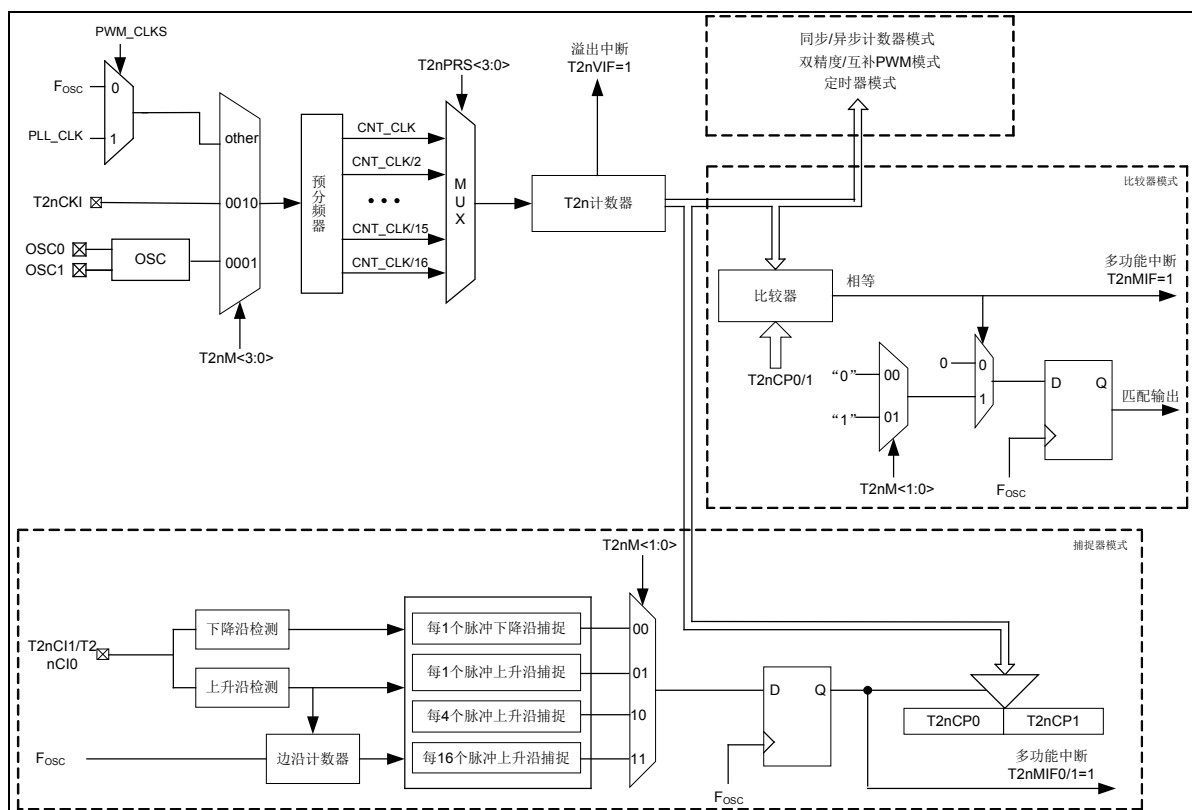 PWM_CLKS
FOSC
0
PLL_CLK
1
T2nCKI
OSC0
OSC1
OSC
other
0010
0001
T2nM<3:0>
预分频器
CNT_CLK
CNT_CLK/2
•••
CNT_CLK/15
CNT_CLK/16
T2nPRS<3:0>
MUX
溢出中断
T2nVIF=1
T2n计数器
同步/异步计数器模式
双精度/互补PWM模式
定时器模式
比较器模式
比较器
相等
多功能中断
T2nMIF=1
T2nCP0/1
“0”
00
“1”
01
T2nM<1:0>
0
0
1
D
Q
匹配输出
FOSC
捕捉器模式
T2nM<1:0>
T2nCI1/T2
nCI0
下降沿检测
上升沿检测
FOSC
边沿计数器
每1个脉冲下降沿捕捉
每1个脉冲上升沿捕捉
每4个脉冲上升沿捕捉
每16个脉冲上升沿捕捉
00
01
10
11
D
Q
FOSC
T2nCP0
T2nCP1
多功能中断
T2nMIF0/1=1